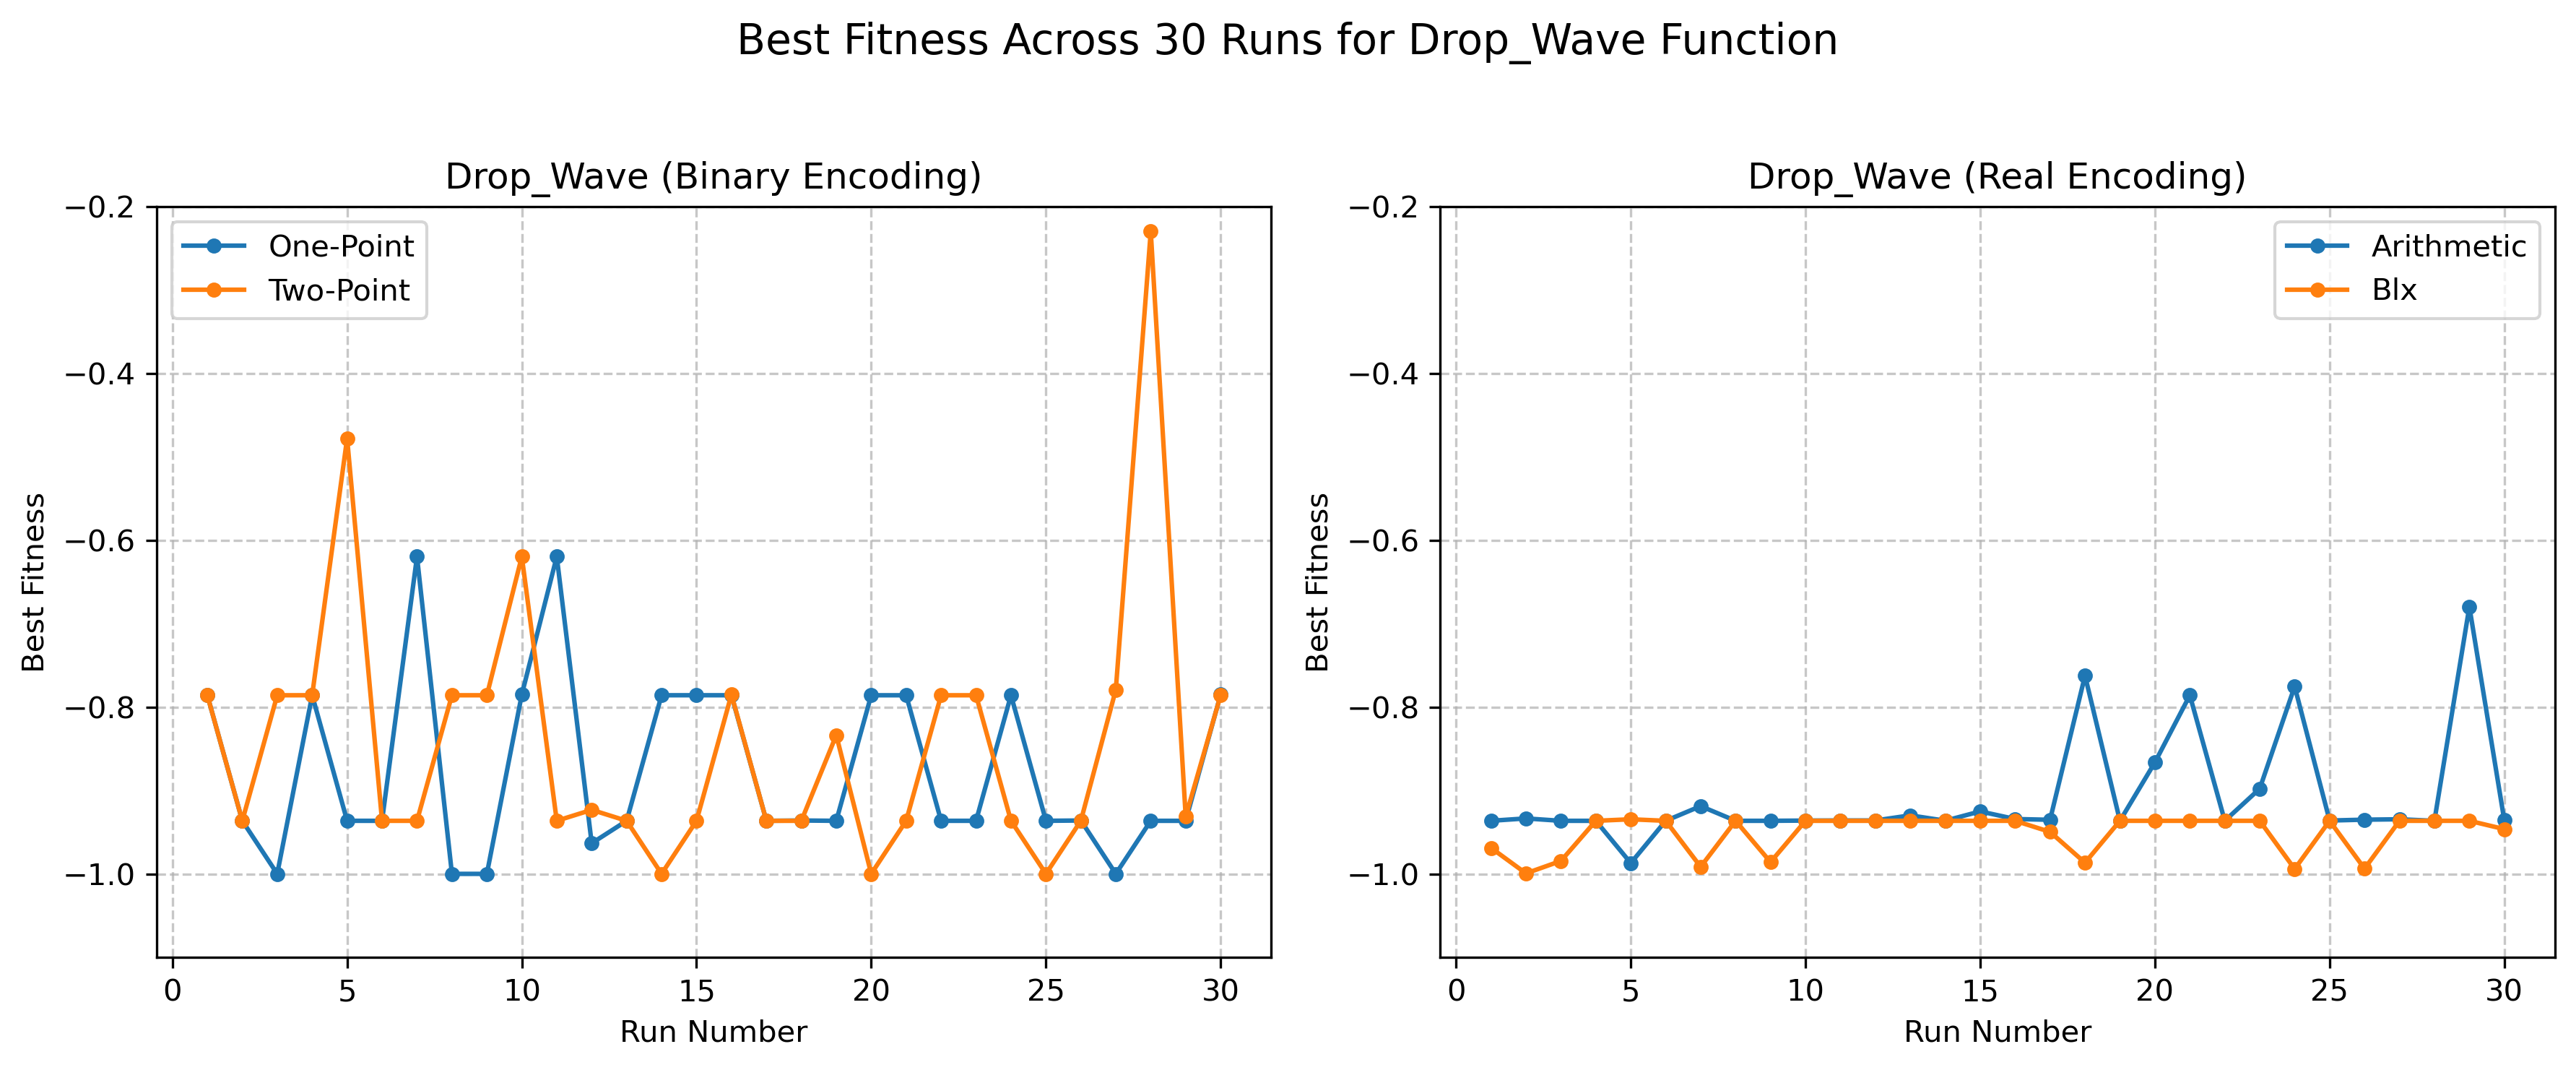 Best Fitness Across 30 Runs for Drop_Wave Function
Drop_Wave (Binary Encoding)
−0.2
−0.4
−0.6
−0.8
−1.0
Best Fitness
One-Point
Two-Point
0 5 10 15 20 25 30
Run Number
Drop_Wave (Real Encoding)
−0.2
−0.4
−0.6
−0.8
−1.0
Best Fitness
Arithmetic
Blx
0 5 10 15 20 25 30
Run Number